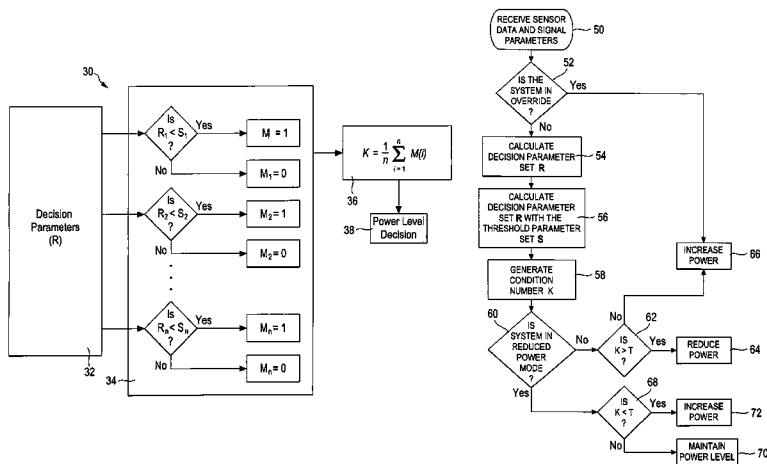 30
Decision
Parameters
(R)
32
Is
R₁ < S₁
?
Yes
No
M = 1
M₁ = 0
Is
R₂ < S₂
?
Yes
No
M₂ = 1
M₂ = 0
Is
Rₙ < Sₙ
?
Yes
No
Mₙ = 1
Mₙ = 0
34
K = 1/n n ∑ i = 1 M(i)
36
38
Power Level
Decision
RECEIVE SENSOR
DATA AND SIGNAL
PARAMETERS
50
52
IS THE
SYSTEM IN
OVERRIDE?
Yes
No
CALCULATE
DECISION PARAMETER
SET R
54
CALCULATE
DECISION PARAMETER
SET R WITH THE
THRESHOLD PARAMETER
SET S
56
GENERATE
CONDITION
NUMBER K
58
INCREASE
POWER
66
60
IS
SYSTEM IN
REDUCED
POWER
MODE
?
No
Yes
No
62
IS
K>T
?
Yes
REDUCE
POWER
64
68
IS
K<T
?
Yes
INCREASE
POWER
72
No
MAINTAIN
POWER LEVEL
70